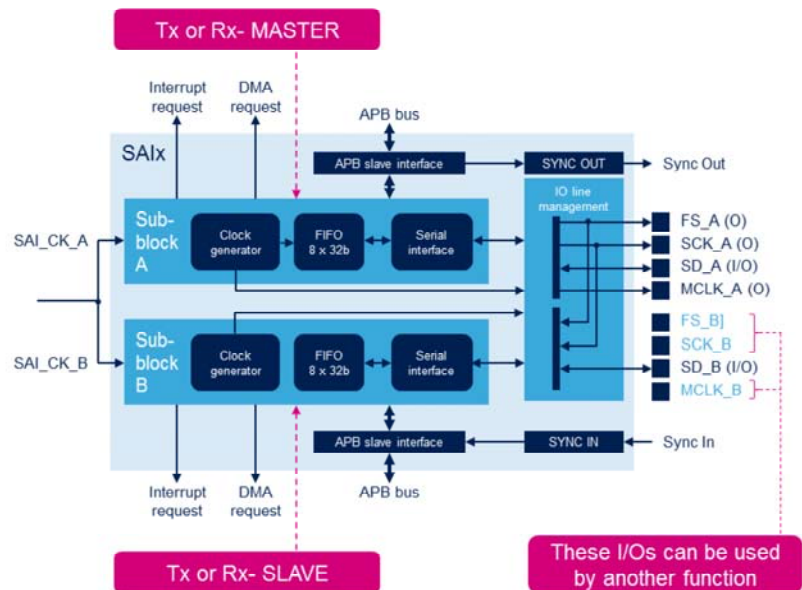 Tx or Rx- MASTER
Interrupt
request
DMA
request
APB bus
SAIx
APB slave interface
SYNC OUT
Sync Out
IO line
management
Sub-
block
A
Clock
generator
FIFO
8 x 32b
Serial
interface
SAI_CK_A
FS_A (O)
SCK_A (O)
SD_A (I/O)
MCLK_A (O)
SAI_CK_B
Sub-
block
B
Clock
generator
FIFO
8 x 32b
Serial
interface
FS_B]
SCK_B
SD_B (I/O)
MCLK_B
APB slave interface
SYNC IN
Sync In
Interrupt
request
DMA
request
APB bus
Tx or Rx- SLAVE
These I/Os can be used
by another function